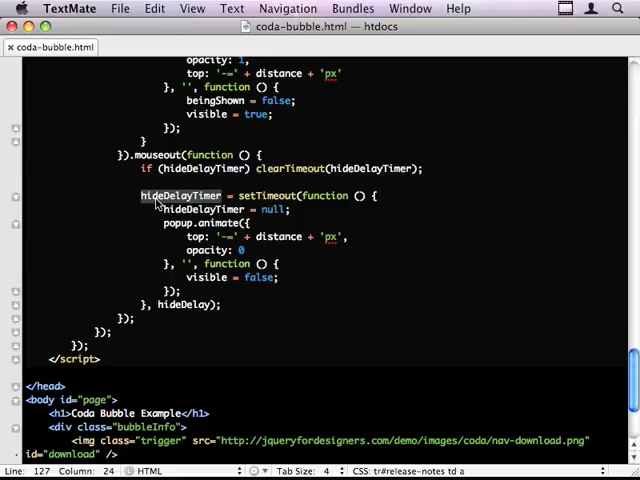 TextMate File Edit View Text Navigation Bundles Window Help
coda-bubble.html — htdocs
× coda-bubble.html
opacity: 1,
top: '-=' + distance + 'px'
}, '', function () {
beingShown = false;
visible = true;
});
}
}).mouseout(function () {
if (hideDelayTimer) clearTimeout(hideDelayTimer);
hideDelayTimer = setTimeout(function () {
hideDelayTimer = null;
popup.animate({
top: '-=' + distance + 'px',
opacity: 0
}, '', function () {
visible = false;
});
}, hideDelay);
});
});
});
</script>
</head>
<body id="page">
<h1>Coda Bubble Example</h1>
<div class="bubbleInfo">
<img class="trigger" src="http://jqueryfordesigners.com/demo/images/coda/nav-download.png"
id="download" />
Line: 127 Column: 24 HTML Tab Size: 4 CSS: tr#release-notes td a